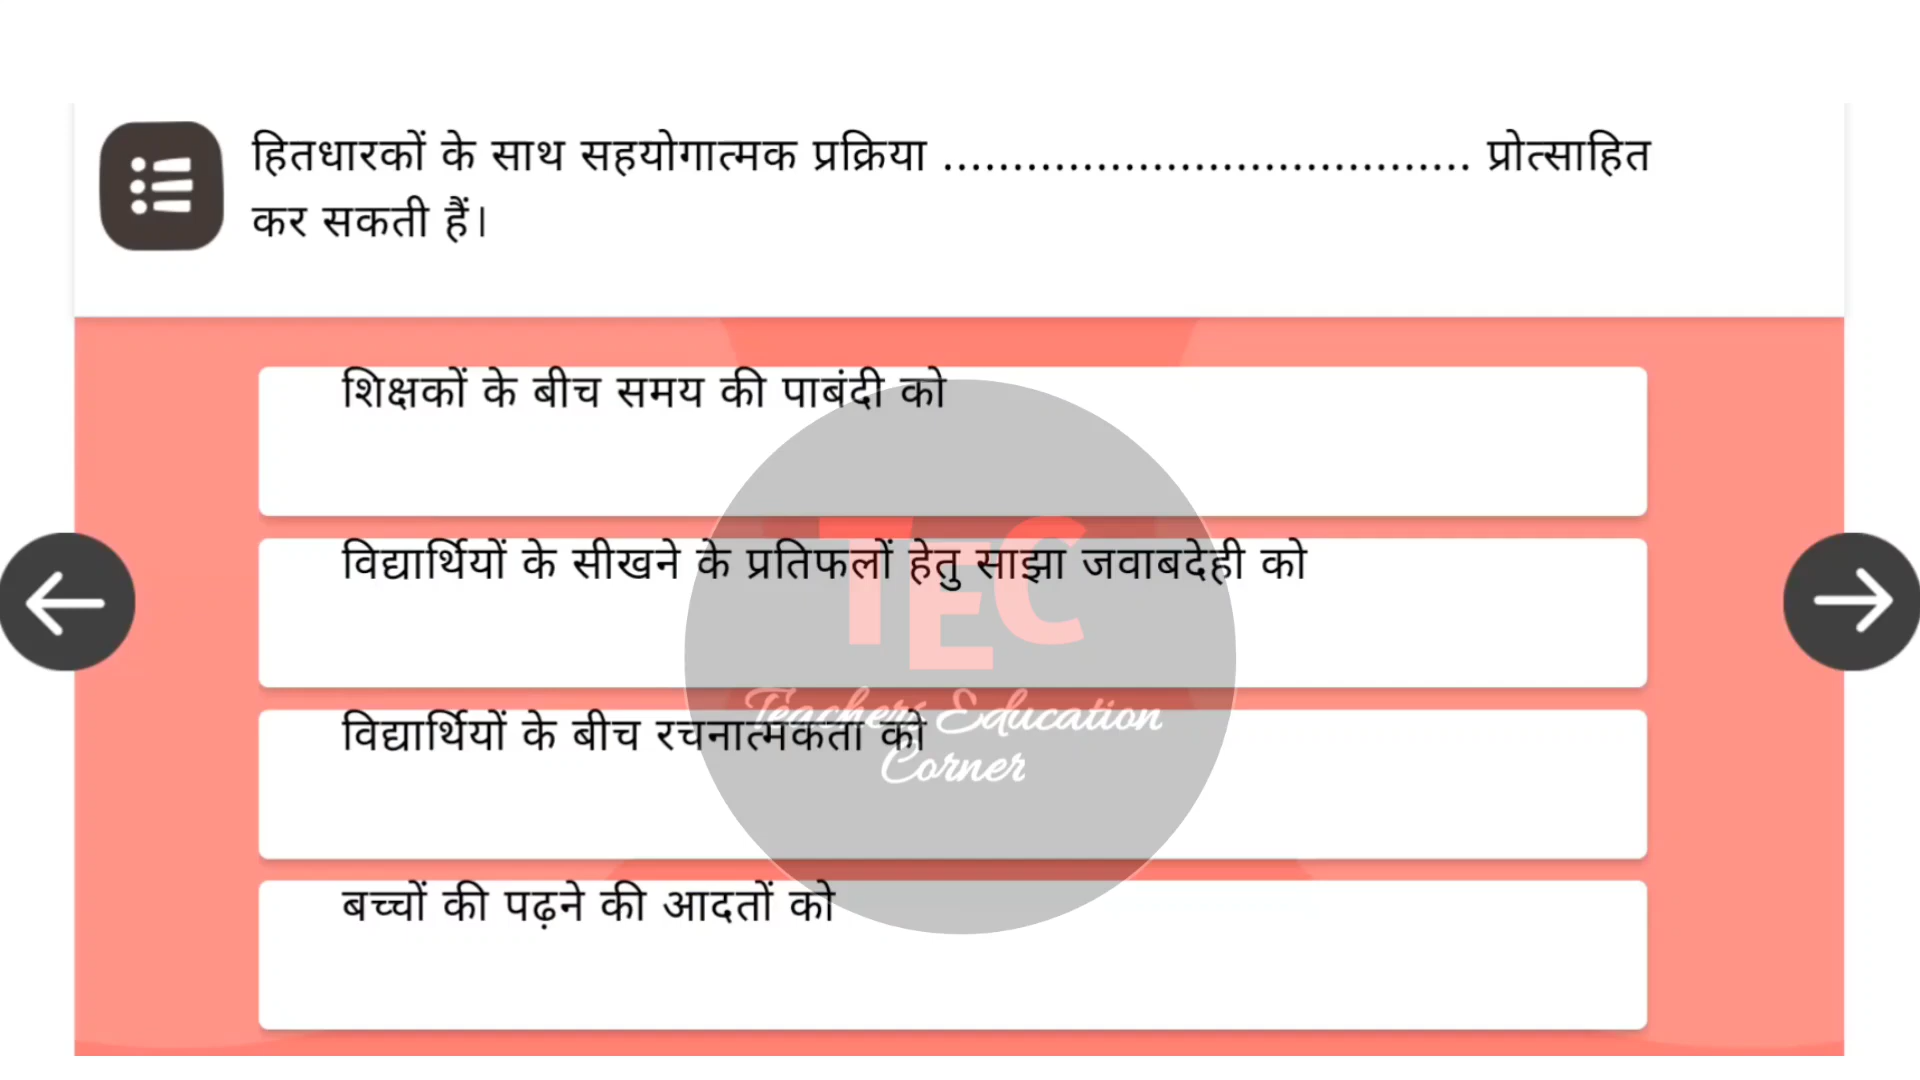 हितधारकों के साथ सहयोगात्मक प्रक्रिया ...................................... प्रोत्साहित
कर सकती हैं।
शिक्षकों के बीच समय की पाबंदी को
विद्यार्थियों के सीखने के प्रतिफलों हेतु साझा जवाबदेही को
TEC
विद्यार्थियों के बीच रचनात्मकता को
Teachers Education
Corner
बच्चों की पढ़ने की आदतों को